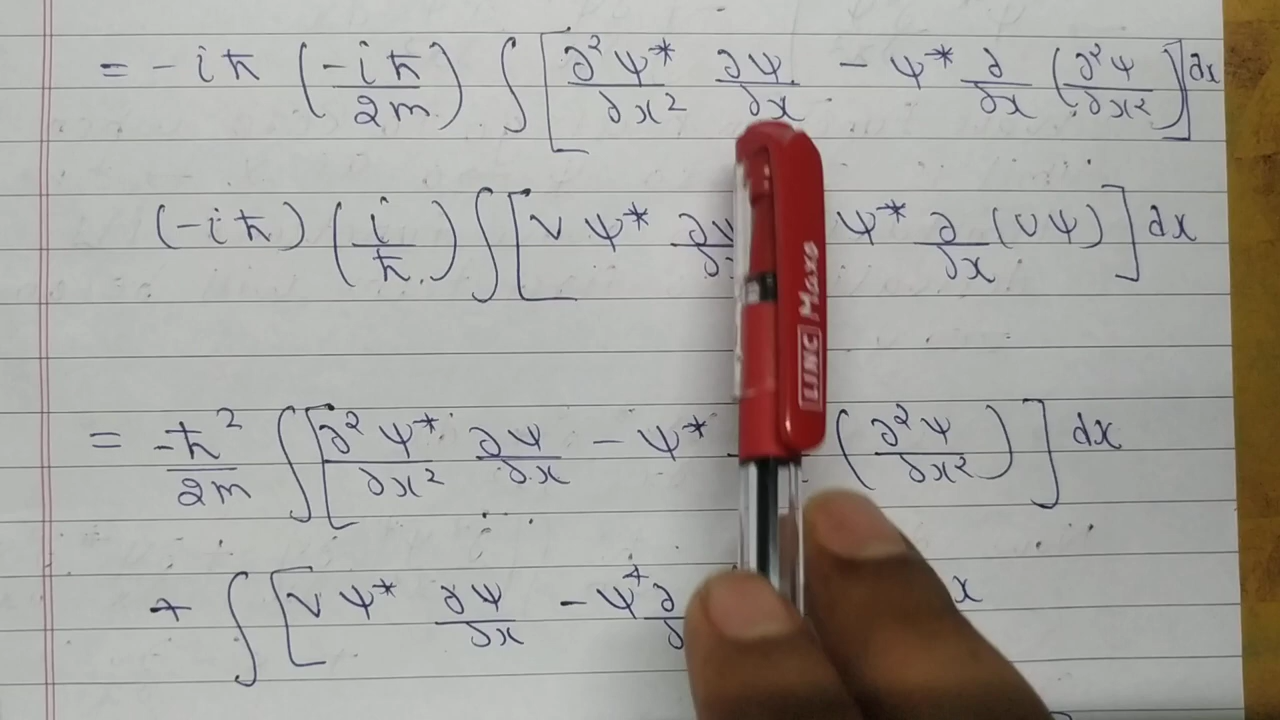 = -iħ (-iħ/2m) ∫ [∂²ψ*/∂x² ∂ψ/∂x - ψ* ∂/∂x (∂²ψ/∂x²)] dx
(-iħ) (i/ħ) ∫ [V ψ* ψ* ∂/∂x (Vψ)] dx
= -ħ²/2m ∫ [∂²ψ*/∂x² ∂ψ/∂x - ψ* (∂²ψ/∂x²)] dx
+ ∫ [V ψ* ∂ψ/∂x - ψ* ∂ x
LINC Maxo